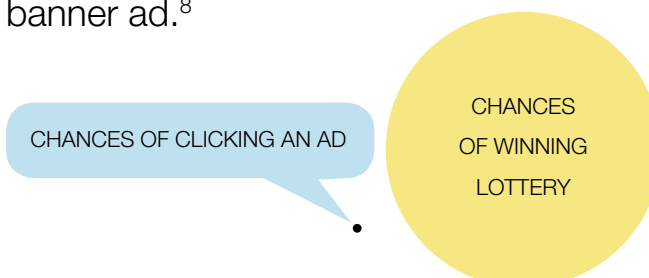 banner ad.⁸
CHANCES OF CLICKING AN AD
CHANCES
OF WINNING
LOTTERY